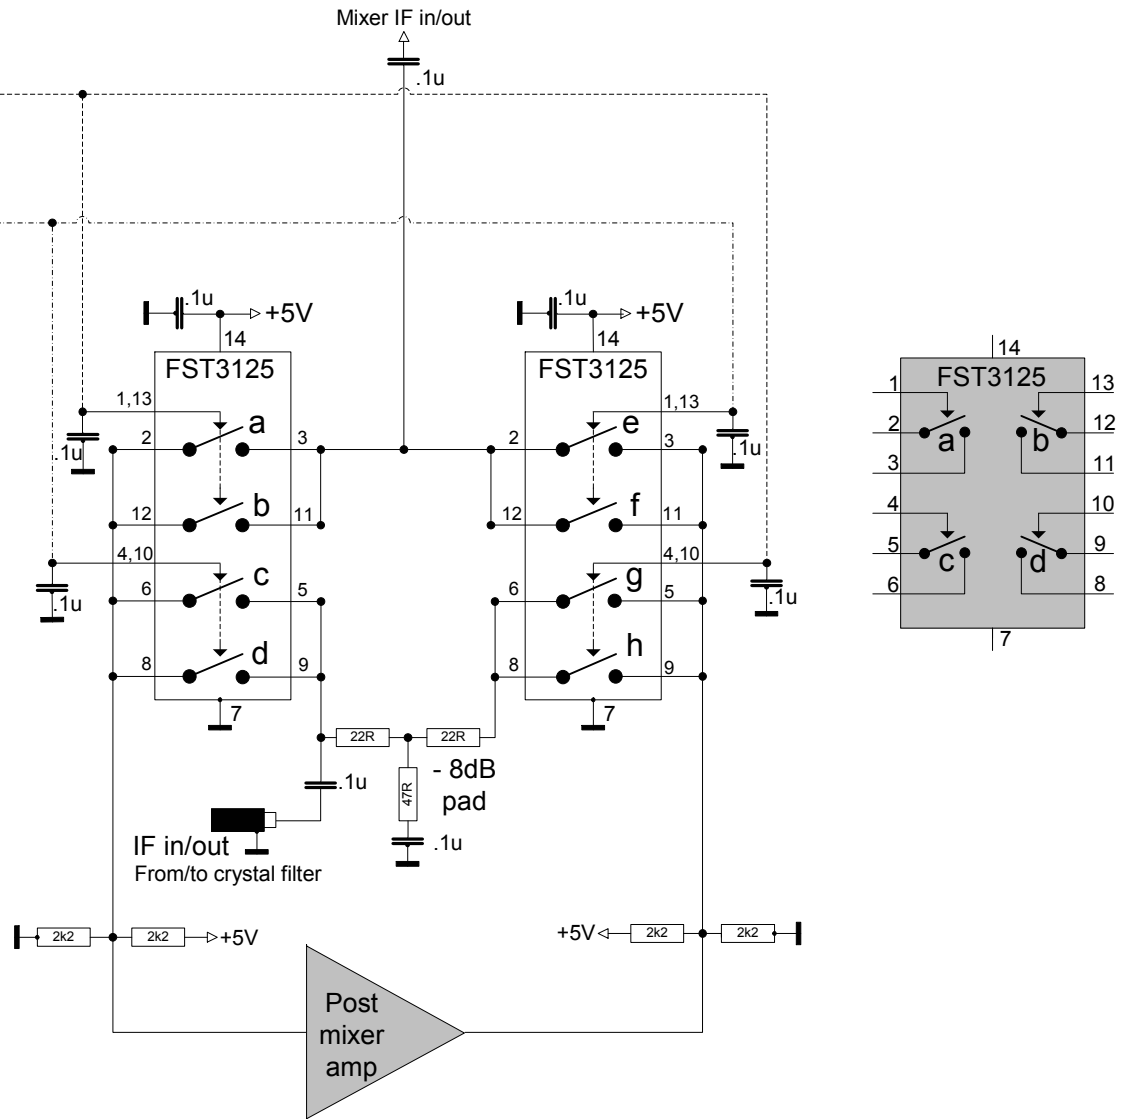 Mixer IF in/out
.1u
.1u
+5V
.1u
+5V
14
14
14
FST3125
FST3125
FST3125
1,13
1,13
1
13
a
e
2
3
2
3
2
12
a
b
.1u
.1u
3
11
b
f
12
11
12
11
4
10
4,10
4,10
c
g
5
9
c
d
6
5
6
5
6
8
.1u
.1u
d
h
8
9
8
9
7
7
7
22R
22R
- 8dB
pad
47R
.1u
.1u
IF in/out
From/to crystal filter
2k2
2k2
+5V
+5V
2k2
2k2
Post
mixer
amp